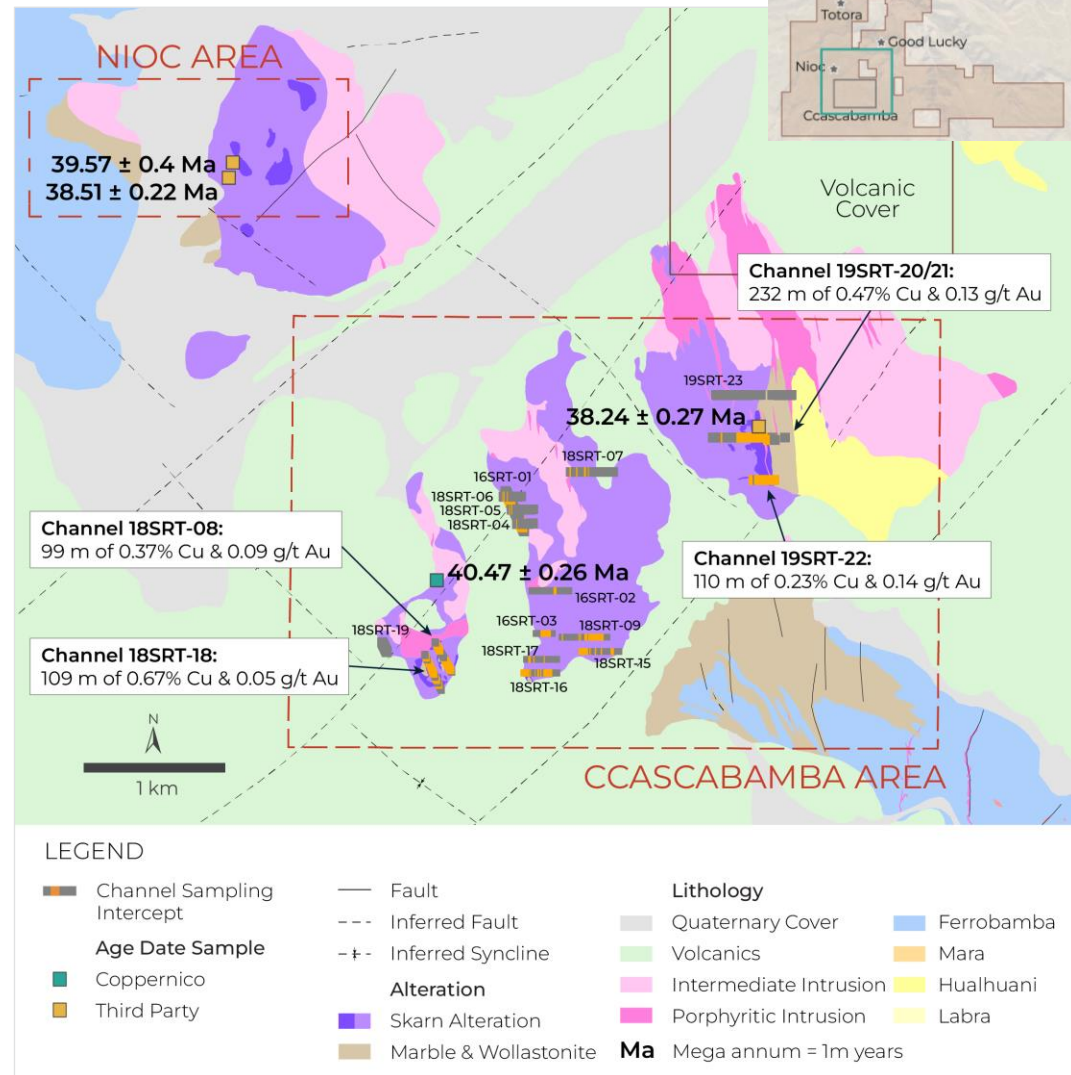 Totora
Good Lucky
Nioc
Ccascabamba
NIOC AREA
39.57 ± 0.4 Ma
38.51 ± 0.22 Ma
Volcanic
Cover
Channel 19SRT-20/21:
232 m of 0.47% Cu & 0.13 g/t Au
19SRT-23
38.24 ± 0.27 Ma
18SRT-07
16SRT-01
18SRT-06
18SRT-05
18SRT-04
Channel 18SRT-08:
99 m of 0.37% Cu & 0.09 g/t Au
Channel 19SRT-22:
110 m of 0.23% Cu & 0.14 g/t Au
40.47 ± 0.26 Ma
16SRT-02
16SRT-03
18SRT-09
18SRT-19
18SRT-17
18SRT-15
18SRT-16
Channel 18SRT-18:
109 m of 0.67% Cu & 0.05 g/t Au
N
1 km
CCASCABAMBA AREA
LEGEND
Channel Sampling
Intercept
Age Date Sample
Coppernico
Third Party
Fault
Inferred Fault
Inferred Syncline
Alteration
Skarn Alteration
Marble & Wollastonite
Lithology
Quaternary Cover
Volcanics
Intermediate Intrusion
Porphyritic Intrusion
Ma Mega annum = 1m years
Ferrobamba
Mara
Hualhuani
Labra